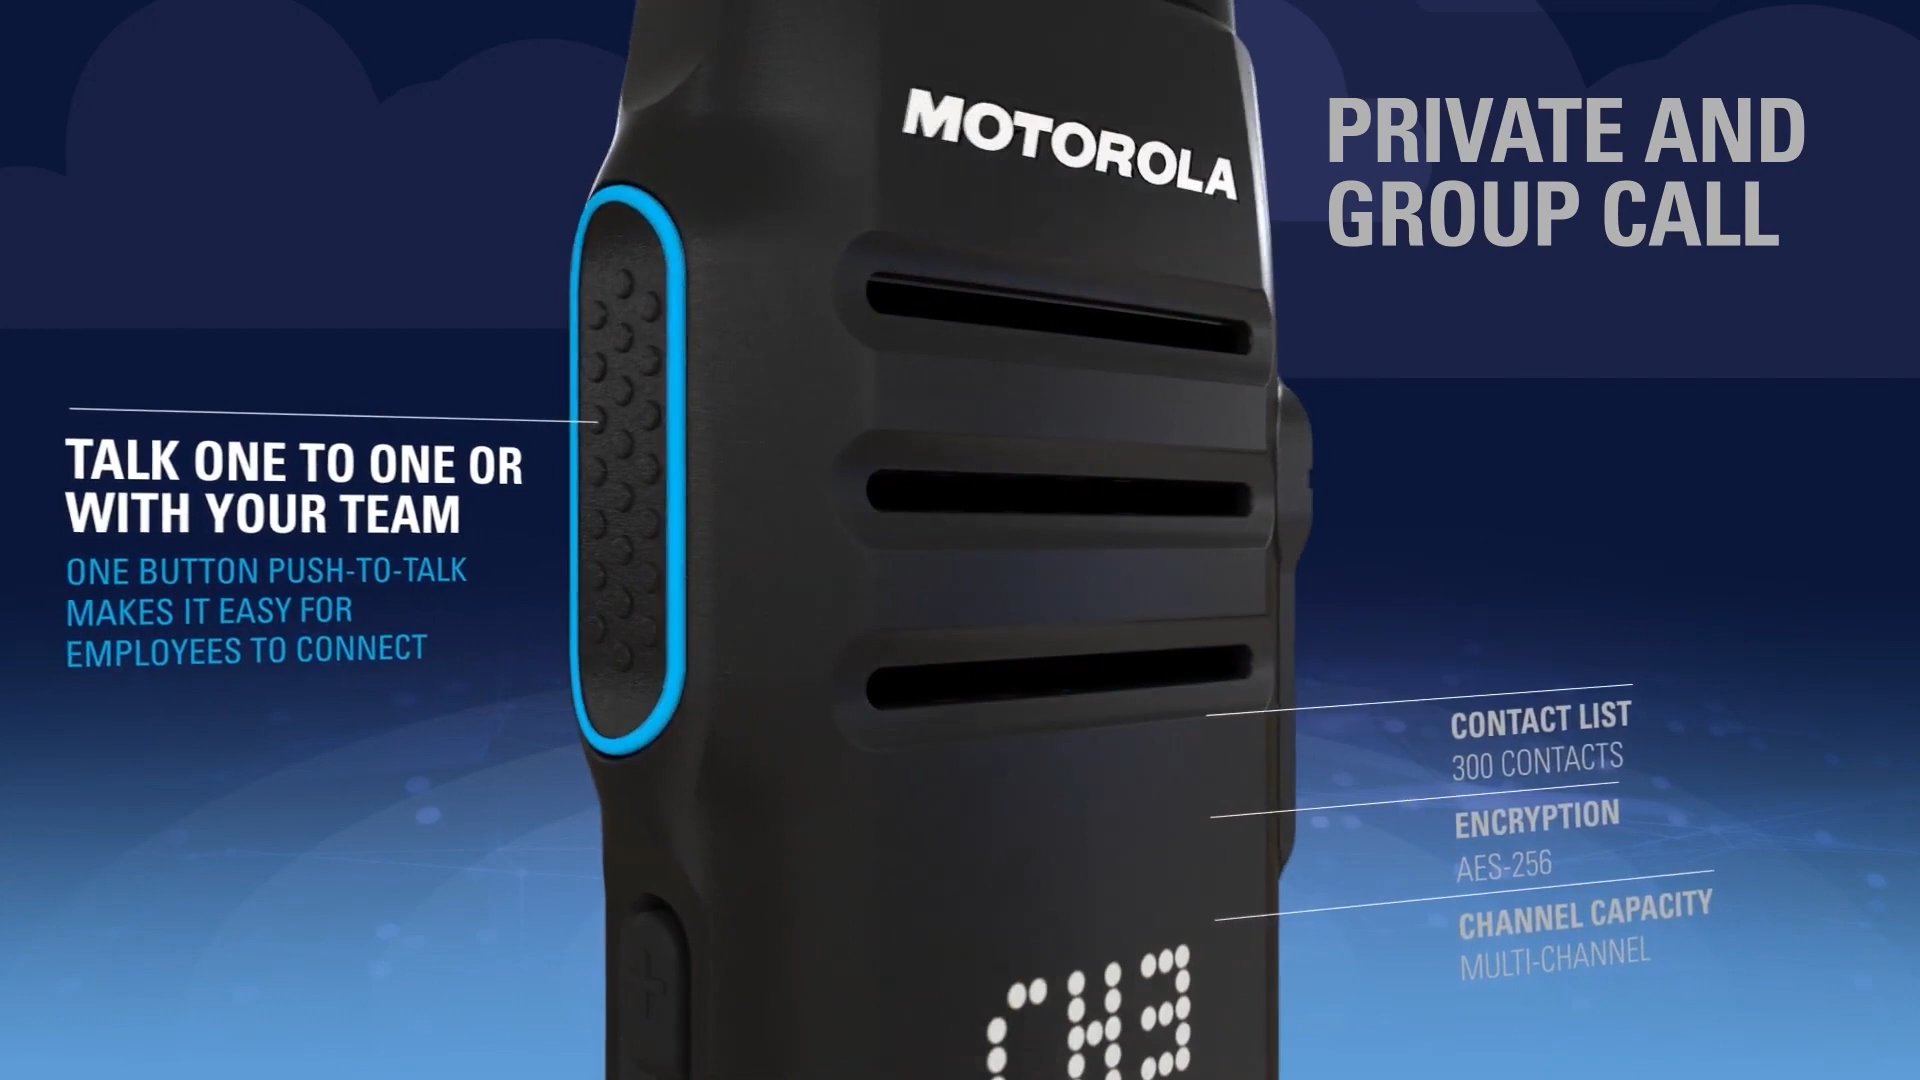 MOTOROLA
PRIVATE AND
GROUP CALL
TALK ONE TO ONE OR
WITH YOUR TEAM
ONE BUTTON PUSH-TO-TALK
MAKES IT EASY FOR
EMPLOYEES TO CONNECT
CONTACT LIST
300 CONTACTS
ENCRYPTION
AES-256
CHANNEL CAPACITY
MULTI-CHANNEL
CH3